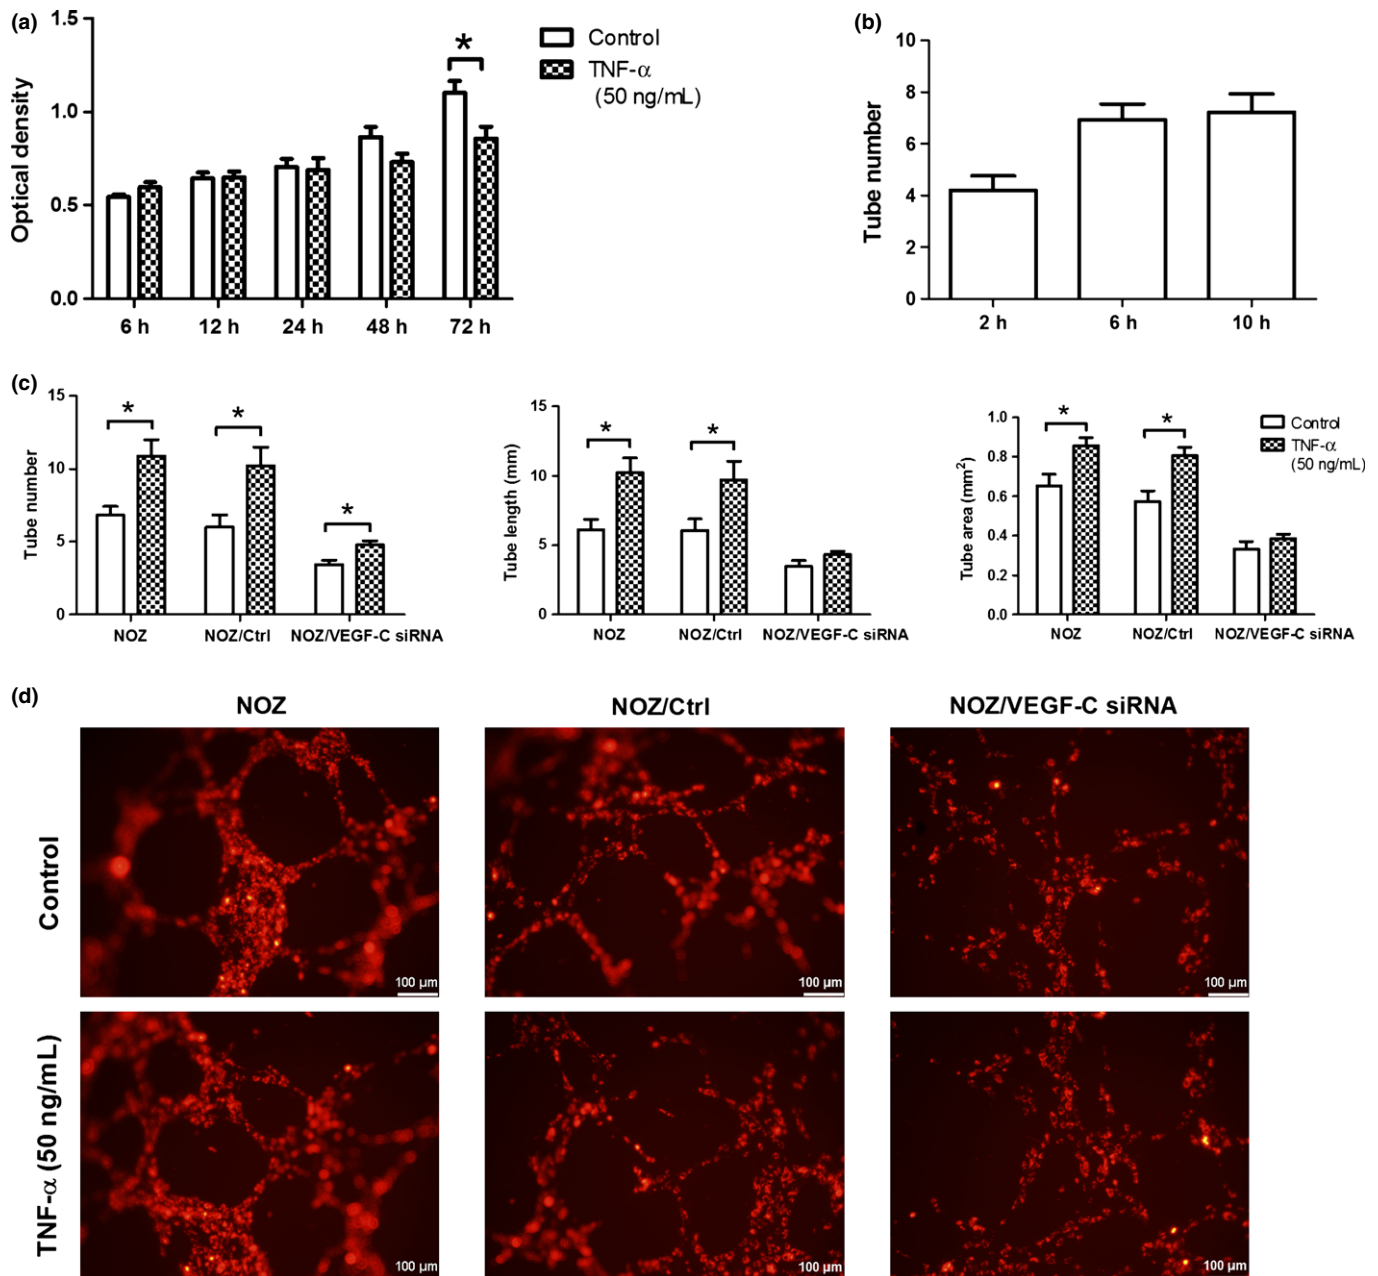 (a)
1.5
1.0
0.5
0.0
Optical density
*
6 h 12 h 24 h 48 h 72 h
Control
TNF-α
(50 ng/mL)
(b)
10
8
6
4
2
0
Tube number
2 h 6 h 10 h
(c)
15
10
5
0
Tube number
* * *
NOZ NOZ/Ctrl NOZ/VEGF-C siRNA
15
10
5
0
Tube length (mm)
* *
NOZ NOZ/Ctrl NOZ/VEGF-C siRNA
1.0
0.8
0.6
0.4
0.2
0.0
Tube area (mm²)
* *
NOZ NOZ/Ctrl NOZ/VEGF-C siRNA
Control
TNF-α
(50 ng/mL)
(d)
NOZ NOZ/Ctrl NOZ/VEGF-C siRNA
Control
100 µm 100 µm 100 µm
TNF-α (50 ng/mL)
100 µm 100 µm 100 µm